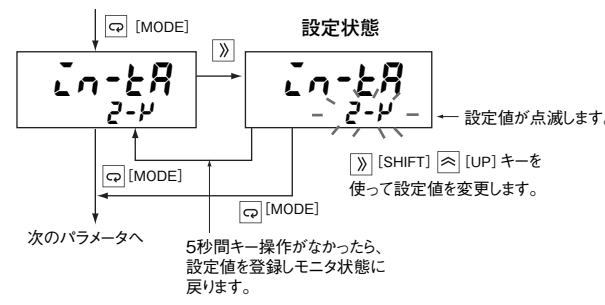 [MODE]
設定状態
in-tA
2-V
in-tA
2-V
設定値が点滅します。
[SHIFT] [UP] キーを
使って設定値を変更します。
[MODE]
[MODE]
次のパラメータへ
5秒間キー操作がなかったら、
設定値を登録しモニタ状態に
戻ります。